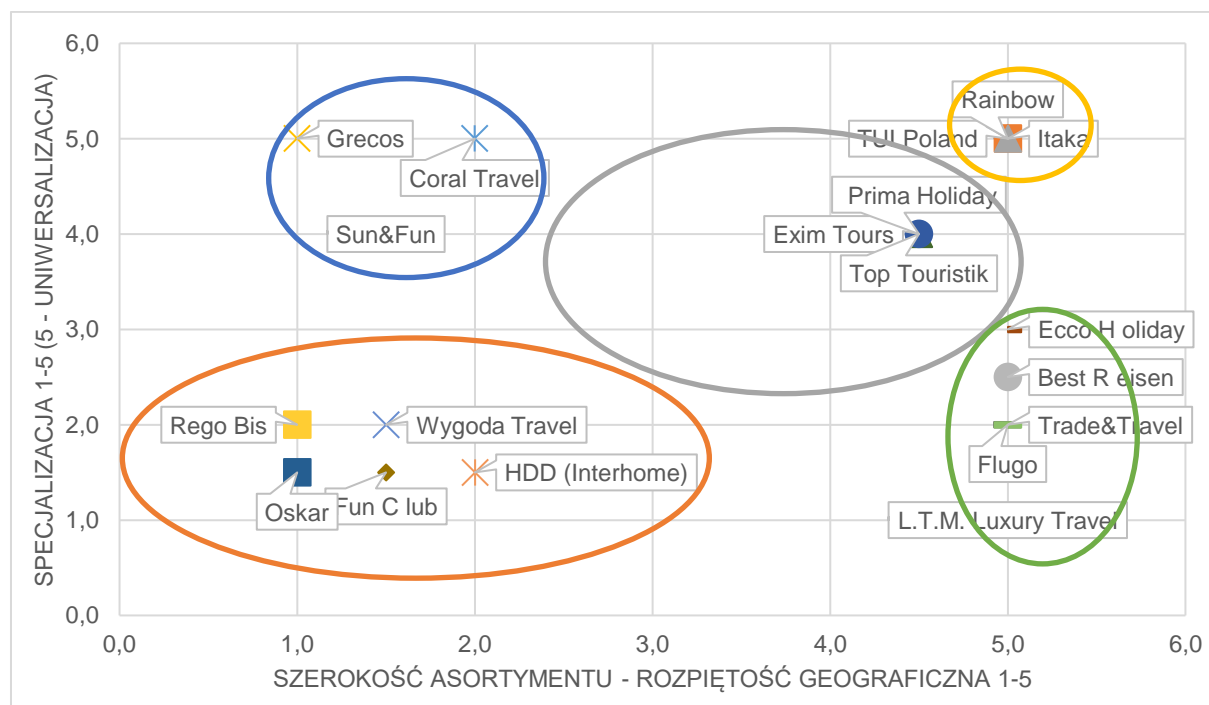 SPECJALIZACJA 1-5 (5 - UNIWERSALIZACJA)
6,0
5,0
4,0
3,0
2,0
1,0
0,0
Rainbow
Grecos
TUI Poland
Itaka
Coral Travel
Prima Holiday
Sun&Fun
Exim Tours
Top Touristik
Ecco H oliday
Best R eisen
Rego Bis
Wygoda Travel
Trade&Travel
Flugo
HDD (Interhome)
Oskar
Fun C lub
L.T.M. Luxury Travel
0,0
1,0
2,0
3,0
4,0
5,0
6,0
SZEROKOŚĆ ASORTYMENTU - ROZPIĘTOŚĆ GEOGRAFICZNA 1-5